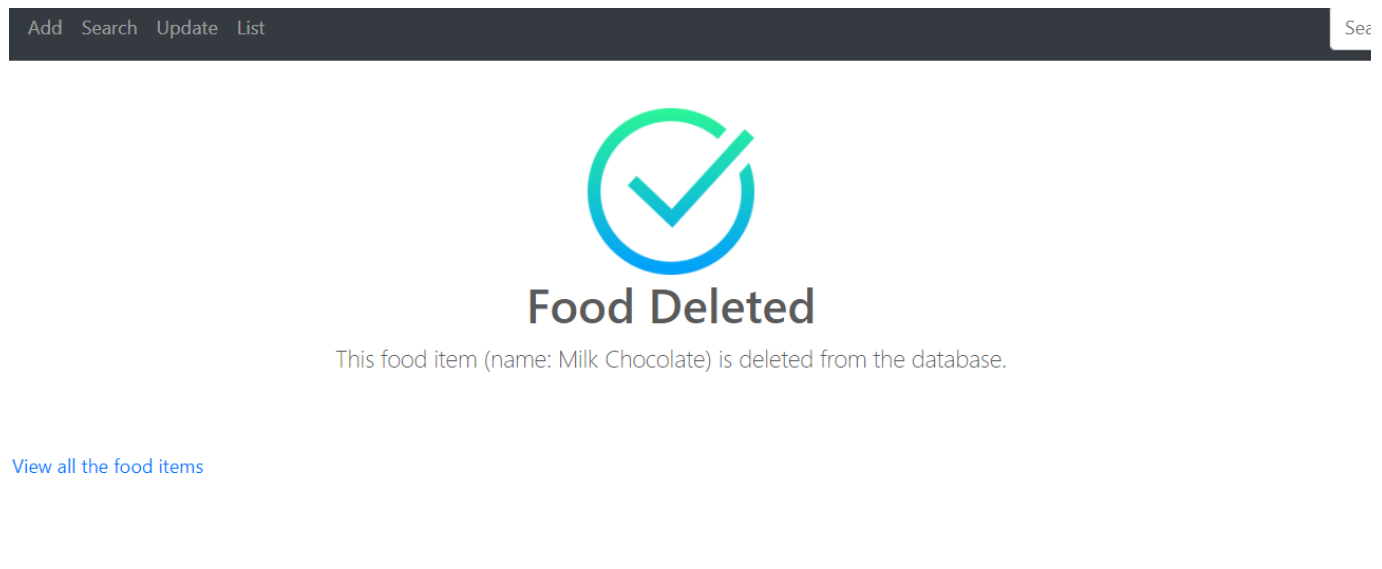 Add Search Update List Sea
Food Deleted
This food item (name: Milk Chocolate) is deleted from the database.
View all the food items